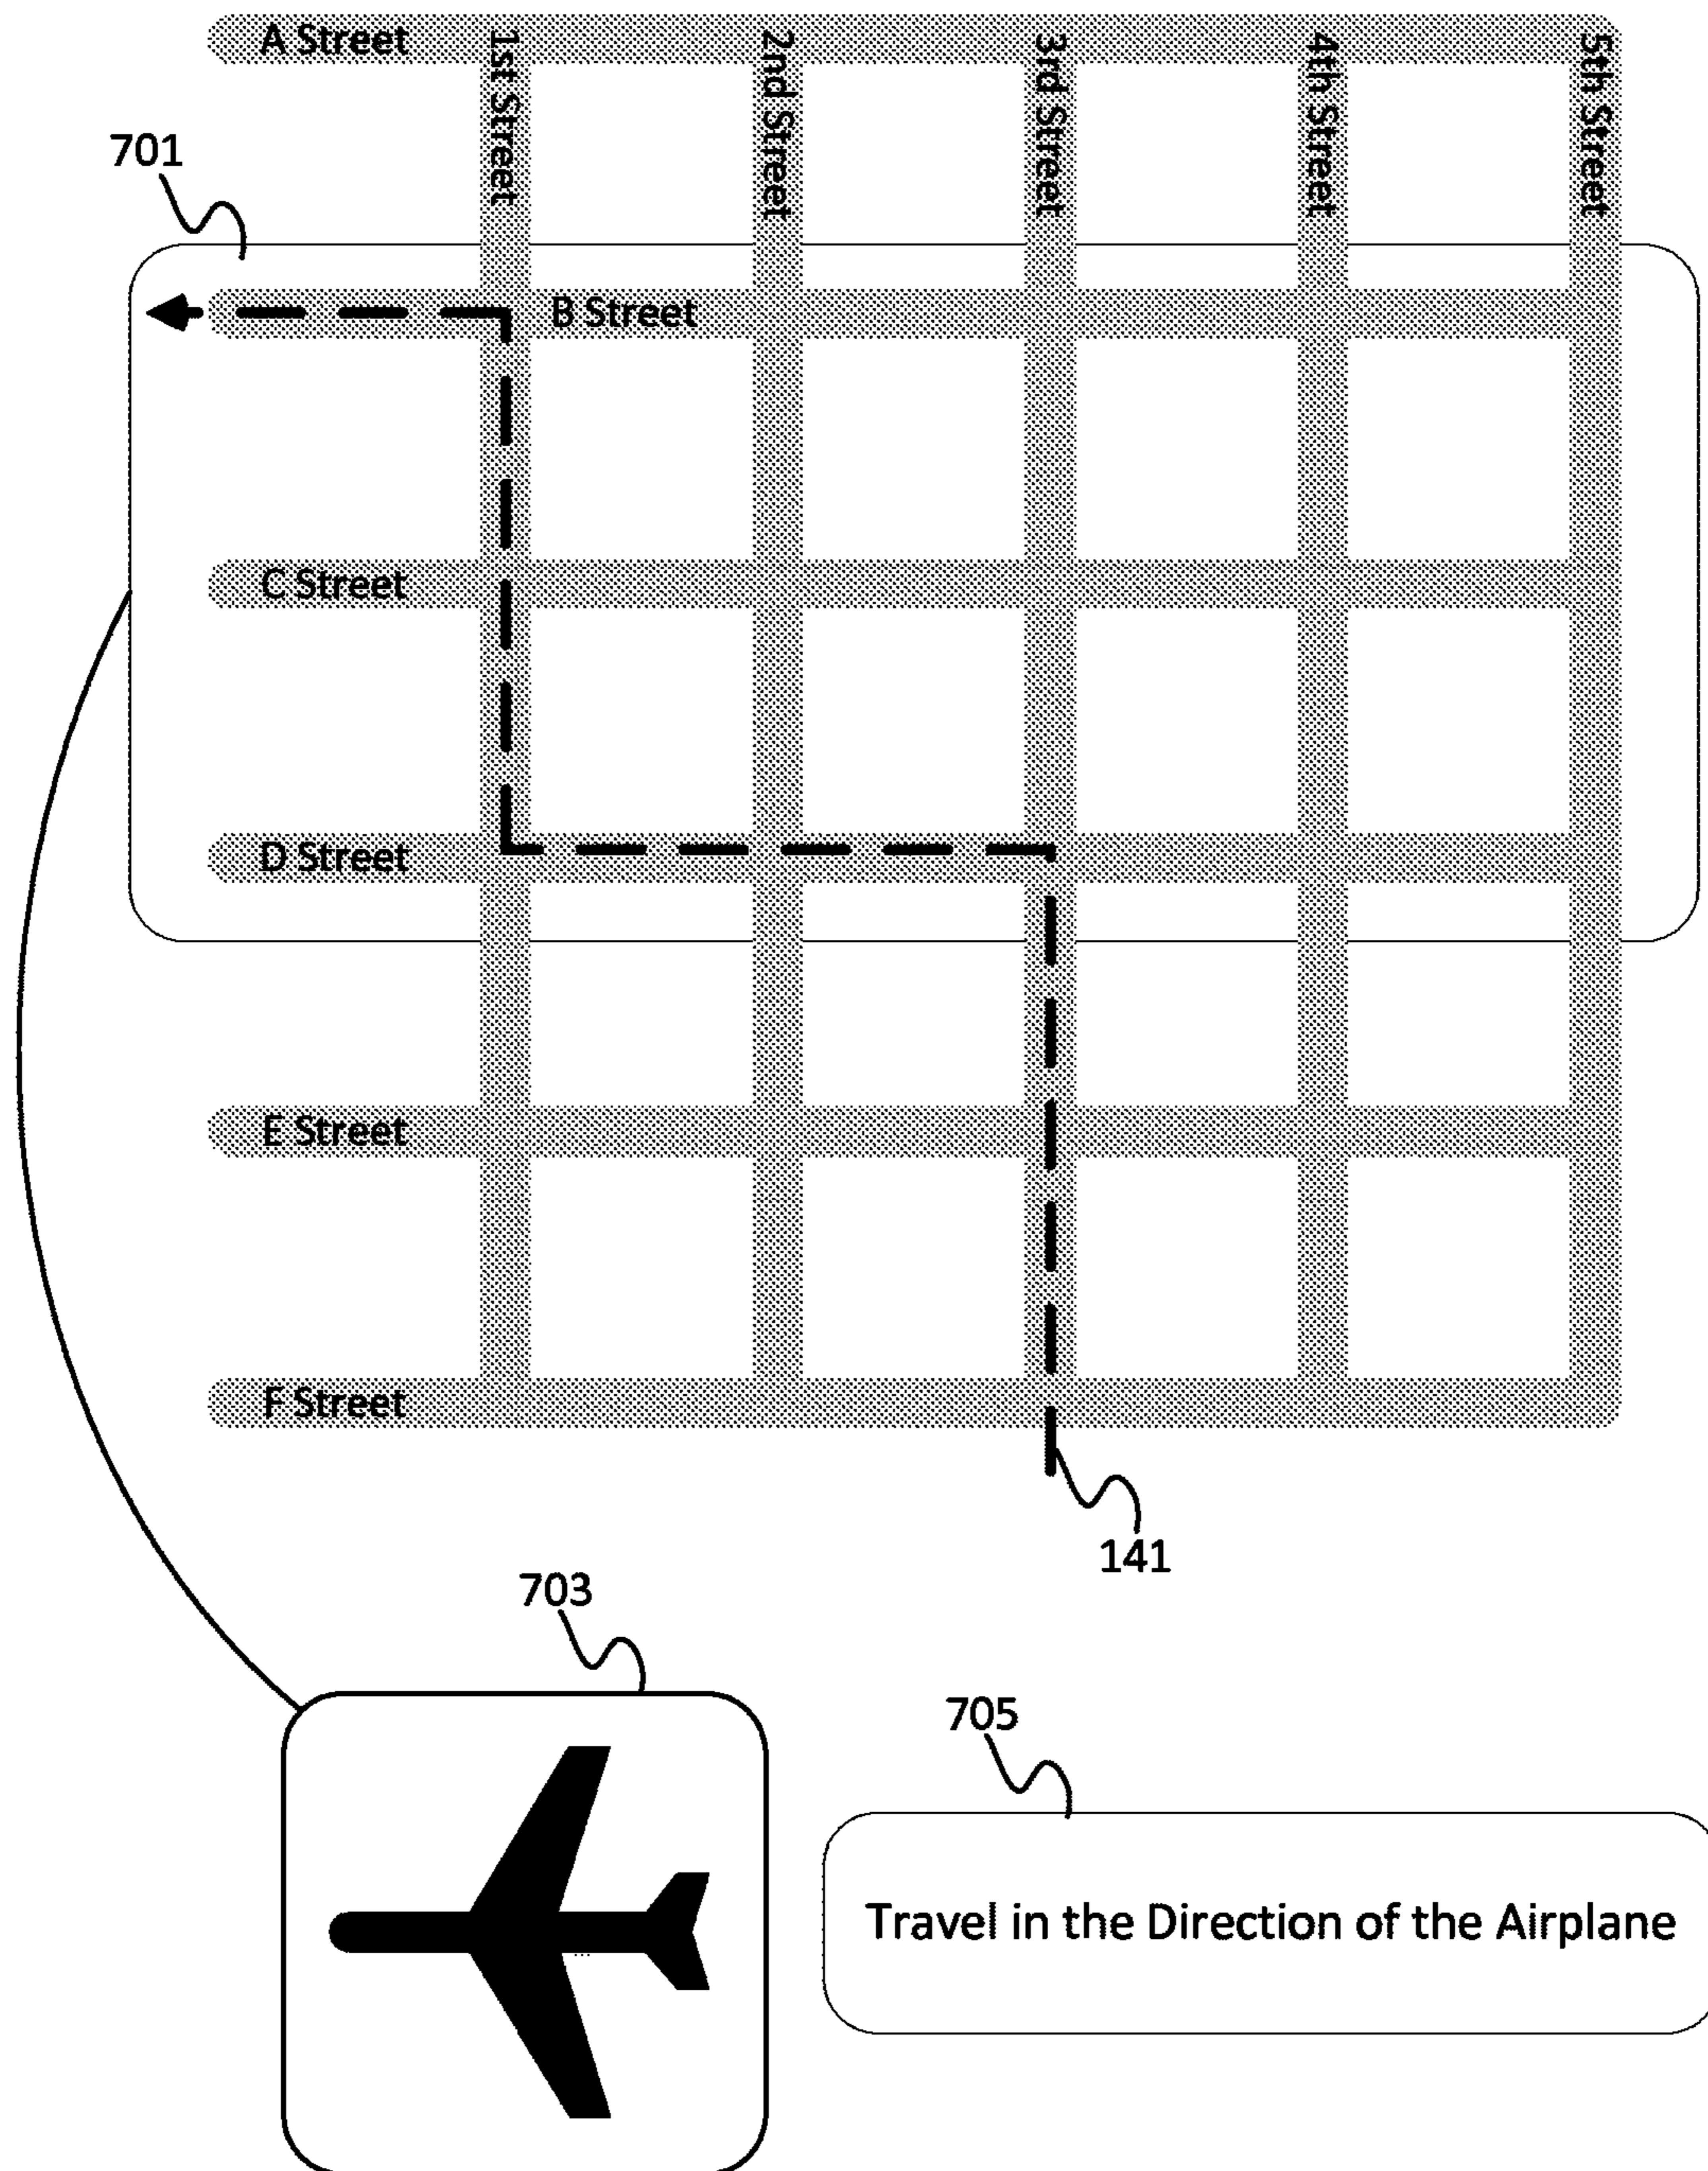 A Street
1st Street
2nd Street
3rd Street
4th Street
5th Street
701
B Street
C Street
D Street
E Street
F Street
141
703
705
Travel in the Direction of the Airplane